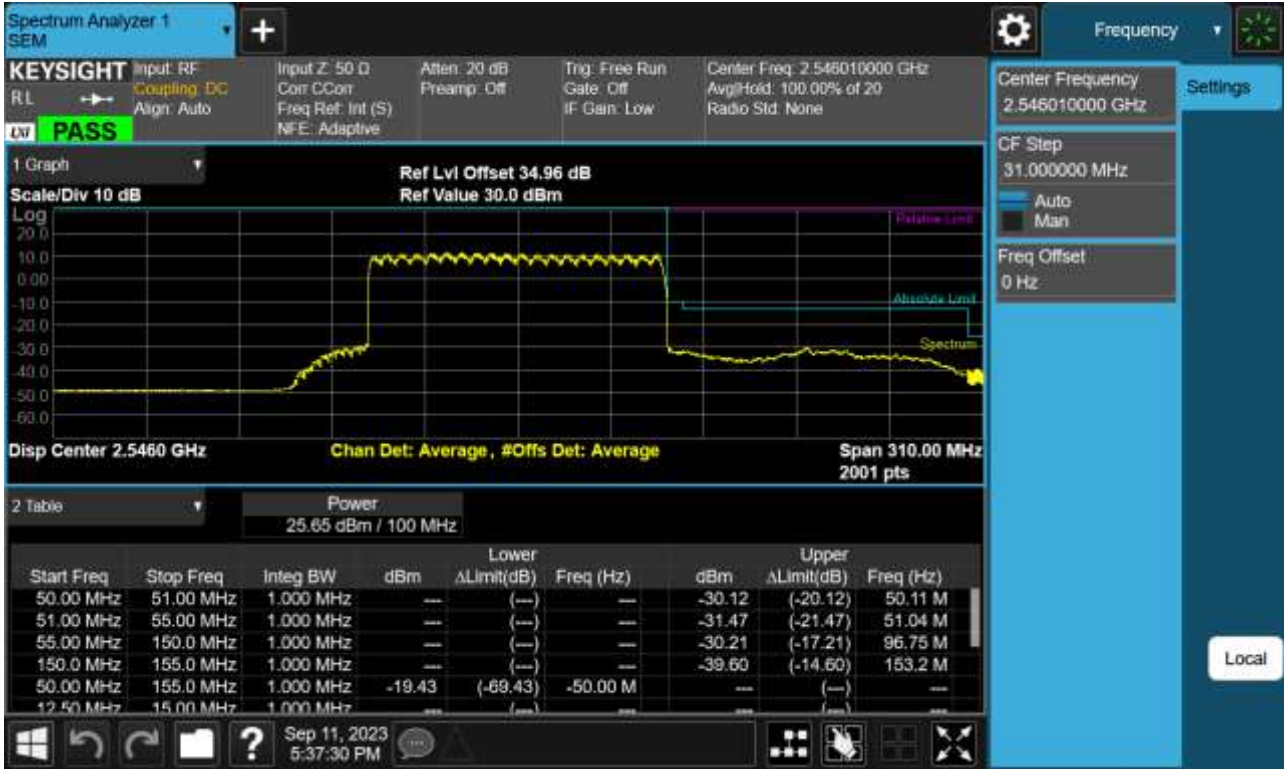 Spectrum Analyzer 1
SEM
Frequency
KEYSIGHT
RL
LXI
PASS
Input: RF
Coupling: DC
Align: Auto
Input Z: 50 Ω
Corr CCorr
Freq Ref: Int (S)
NFE: Adaptive
Atten: 20 dB
Preamp: Off
Trig: Free Run
Gate: Off
IF Gain: Low
Center Freq: 2.546010000 GHz
Avg|Hold: 100.00% of 20
Radio Std: None
Center Frequency
2.546010000 GHz
Settings
CF Step
31.000000 MHz
Auto
Man
Freq Offset
0 Hz
Local
1 Graph
Scale/Div 10 dB
Ref Lvl Offset 34.96 dB
Ref Value 30.0 dBm
Log
20.0
10.0
0.00
-10.0
-20.0
-30.0
-40.0
-50.0
-60.0
Relative Limit
Absolute Limit
Spectrum
Disp Center 2.5460 GHz
Chan Det: Average , #Offs Det: Average
Span 310.00 MHz
2001 pts
2 Table
Power
25.65 dBm / 100 MHz
Lower Upper
Start Freq Stop Freq Integ BW dBm ΔLimit(dB) Freq (Hz) dBm ΔLimit(dB) Freq (Hz)
50.00 MHz 51.00 MHz 1.000 MHz --- (---) --- -30.12 (-20.12) 50.11 M
51.00 MHz 55.00 MHz 1.000 MHz --- (---) --- -31.47 (-21.47) 51.04 M
55.00 MHz 150.0 MHz 1.000 MHz --- (---) --- -30.21 (-17.21) 96.75 M
150.0 MHz 155.0 MHz 1.000 MHz --- (---) --- -39.60 (-14.60) 153.2 M
50.00 MHz 155.0 MHz 1.000 MHz -19.43 (-69.43) -50.00 M --- (---) ---
12.50 MHz 15.00 MHz 1.000 MHz --- (---) --- --- (---) ---
Sep 11, 2023
5:37:30 PM